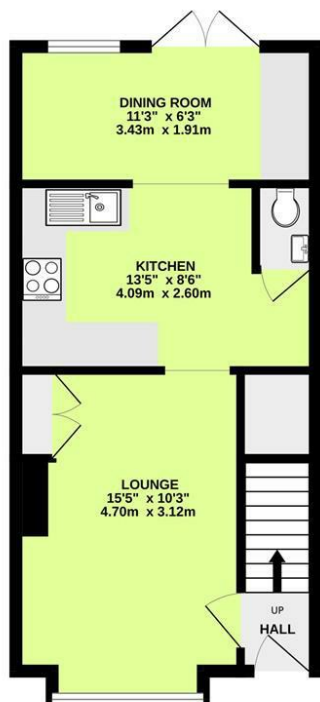 DINING ROOM
11'3" x 6'3"
3.43m x 1.91m
KITCHEN
13'5" x 8'6"
4.09m x 2.60m
LOUNGE
15'5" x 10'3"
4.70m x 3.12m
UP
HALL